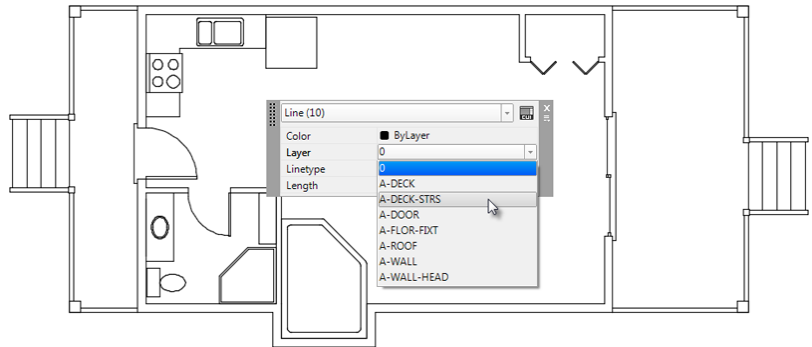 Line (10)
CUI
Color ByLayer
Layer 0
Linetype
Length
0
A-DECK
A-DECK-STRS
A-DOOR
A-FLOR-FIXT
A-ROOF
A-WALL
A-WALL-HEAD